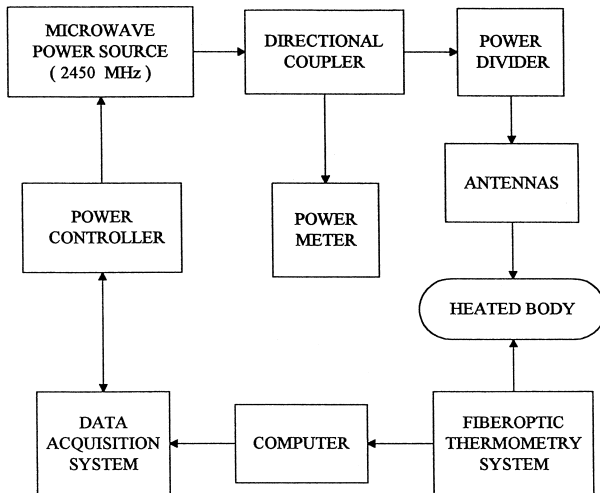 MICROWAVE
POWER SOURCE
( 2450 MHz )
DIRECTIONAL
COUPLER
POWER
DIVIDER
POWER
CONTROLLER
POWER
METER
ANTENNAS
HEATED BODY
DATA
ACQUISITION
SYSTEM
COMPUTER
FIBEROPTIC
THERMOMETRY
SYSTEM